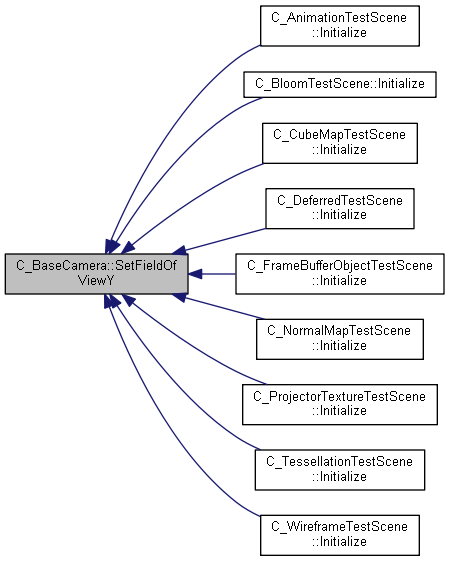 C_AnimationTestScene
::Initialize
C_BloomTestScene::Initialize
C_CubeMapTestScene
::Initialize
C_DeferredTestScene
::Initialize
C_BaseCamera::SetFieldOf
ViewY
C_FrameBufferObjectTestScene
::Initialize
C_NormalMapTestScene
::Initialize
C_ProjectorTextureTestScene
::Initialize
C_TessellationTestScene
::Initialize
C_WireframeTestScene
::Initialize